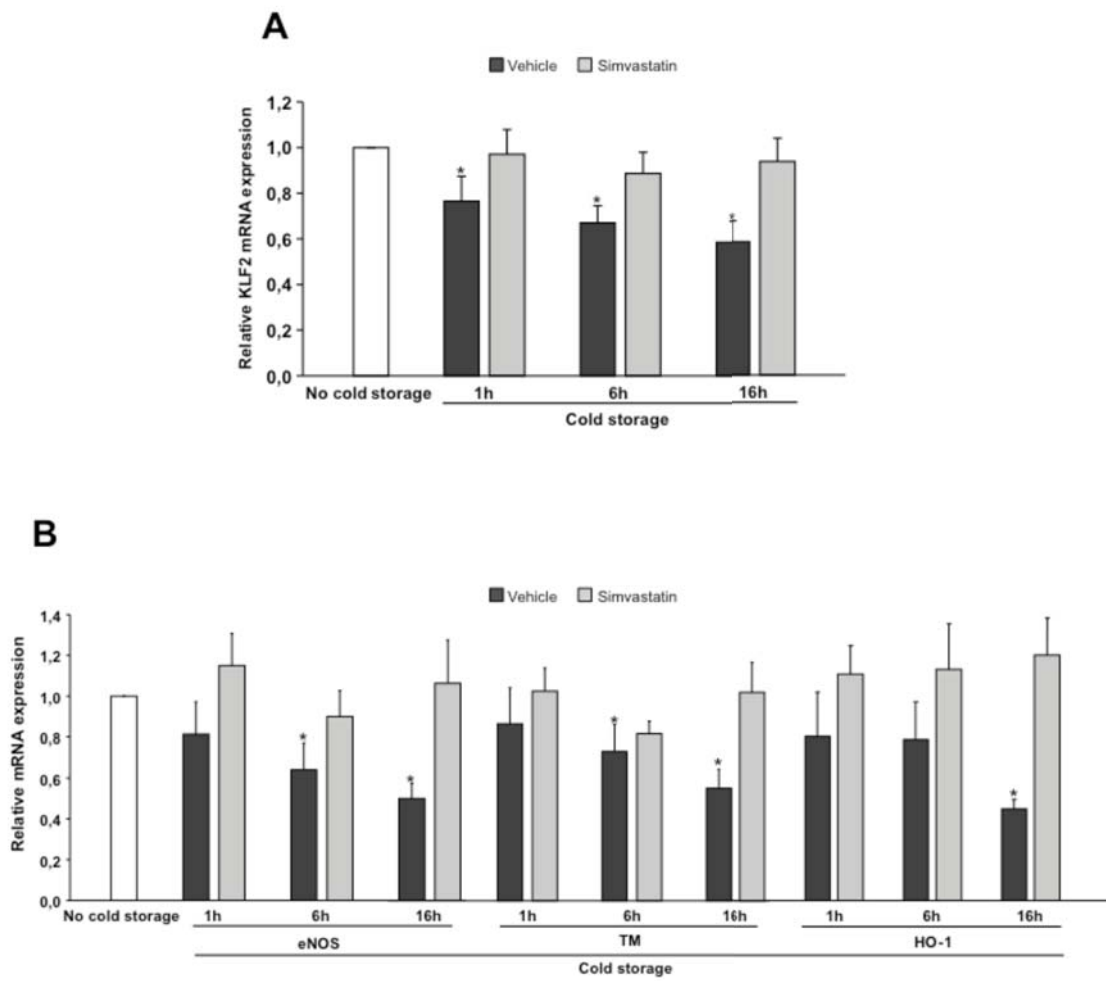 A
Vehicle Simvastatin
Relative KLF2 mRNA expression
1,2
1,0
0,8
0,6
0,4
0,2
0,0
* * *
No cold storage 1h 6h 16h
Cold storage
B
Vehicle Simvastatin
Relative mRNA expression
1,4
1,2
1,0
0,8
0,6
0,4
0,2
0,0
* * * * *
No cold storage 1h 6h 16h 1h 6h 16h 1h 6h 16h
eNOS TM HO-1
Cold storage